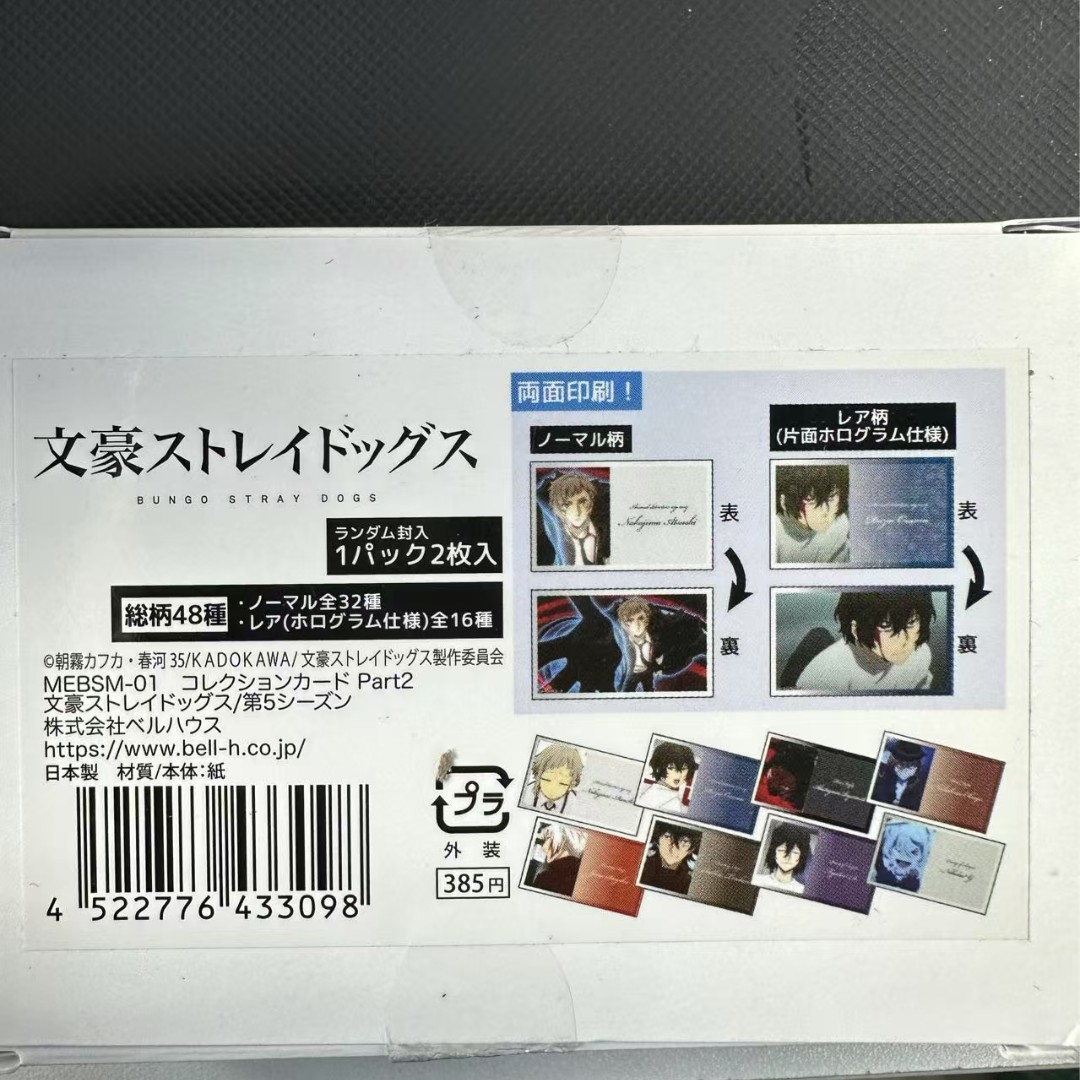 文豪ストレイドッグス
BUNGO STRAY DOGS
ランダム封入
1パック2枚入
総柄48種
・ノーマル全32種
・レア(ホログラム仕様)全16種
©朝霧カフカ・春河35/KADOKAWA/文豪ストレイドッグス製作委員会
MEBSM-01 コレクションカード Part2
文豪ストレイドッグス/第5シーズン
株式会社ベルハウス
https://www.bell-h.co.jp/
日本製 材質/本体:紙
4 522776 433098
プラ
外装
385円
両面印刷！
ノーマル柄
Nakajima Atsushi
表
裏
レア柄
(片面ホログラム仕様)
表
裏